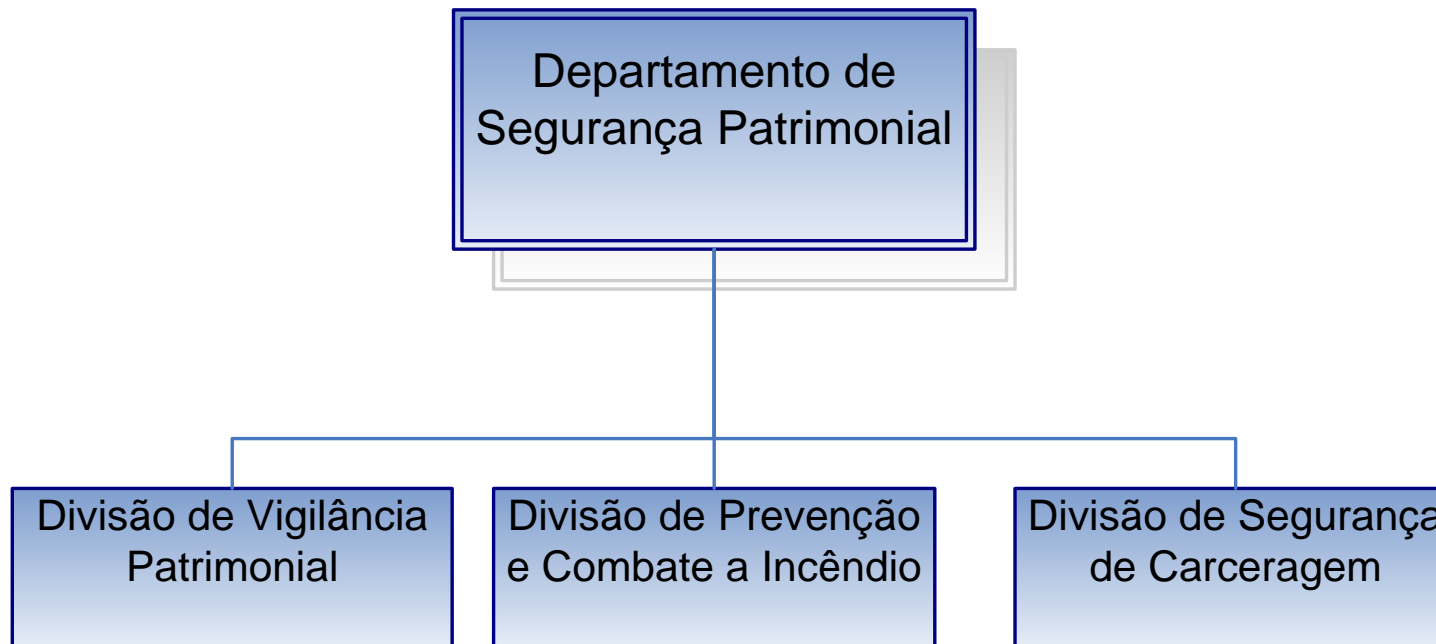 Departamento de
Segurança Patrimonial
Divisão de Vigilância
Patrimonial
Divisão de Prevenção
e Combate a Incêndio
Divisão de Segurança
de Carceragem